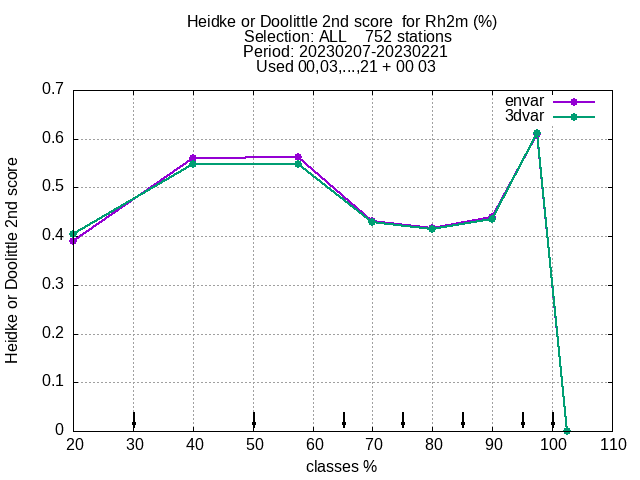 Heidke or Doolittle 2nd score  for Rh2m (%)
Selection: ALL    752 stations
Period: 20230207-20230221
Used 00,03,...,21 + 00 03
envar
3dvar
Heidke or Doolittle 2nd score
0.7
0.6
0.5
0.4
0.3
0.2
0.1
0
20 30 40 50 60 70 80 90 100 110
classes %